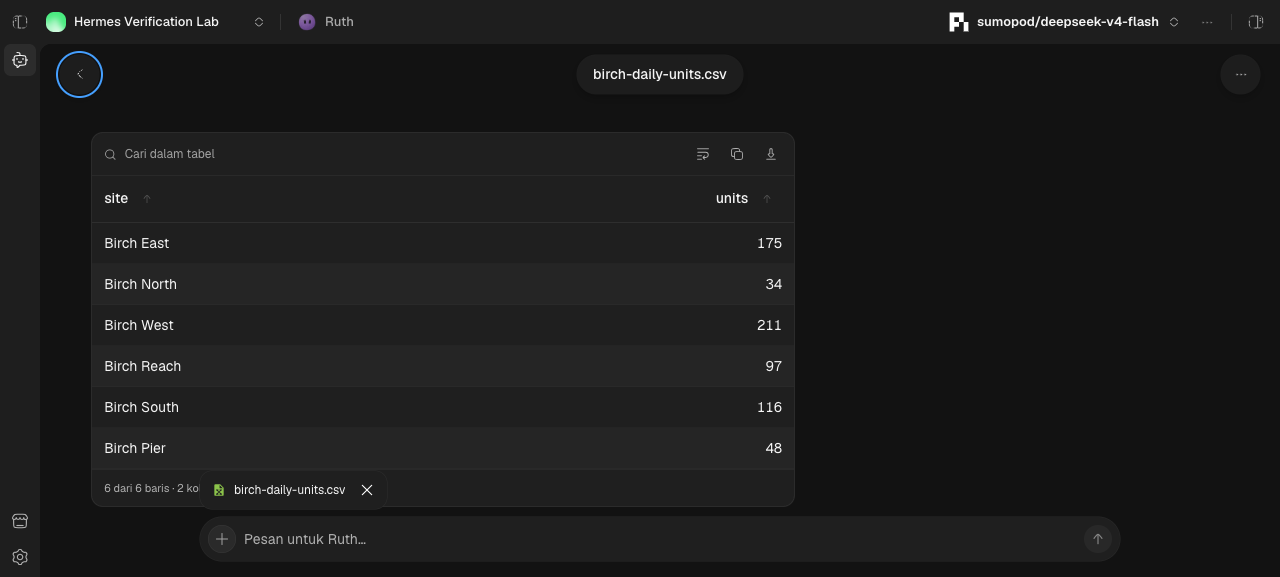 Hermes Verification Lab
Ruth
sumopod/deepseek-v4-flash
birch-daily-units.csv
Cari dalam tabel
site units
Birch East 175
Birch North 34
Birch West 211
Birch Reach 97
Birch South 116
Birch Pier 48
6 dari 6 baris · 2 kol
birch-daily-units.csv
Pesan untuk Ruth...